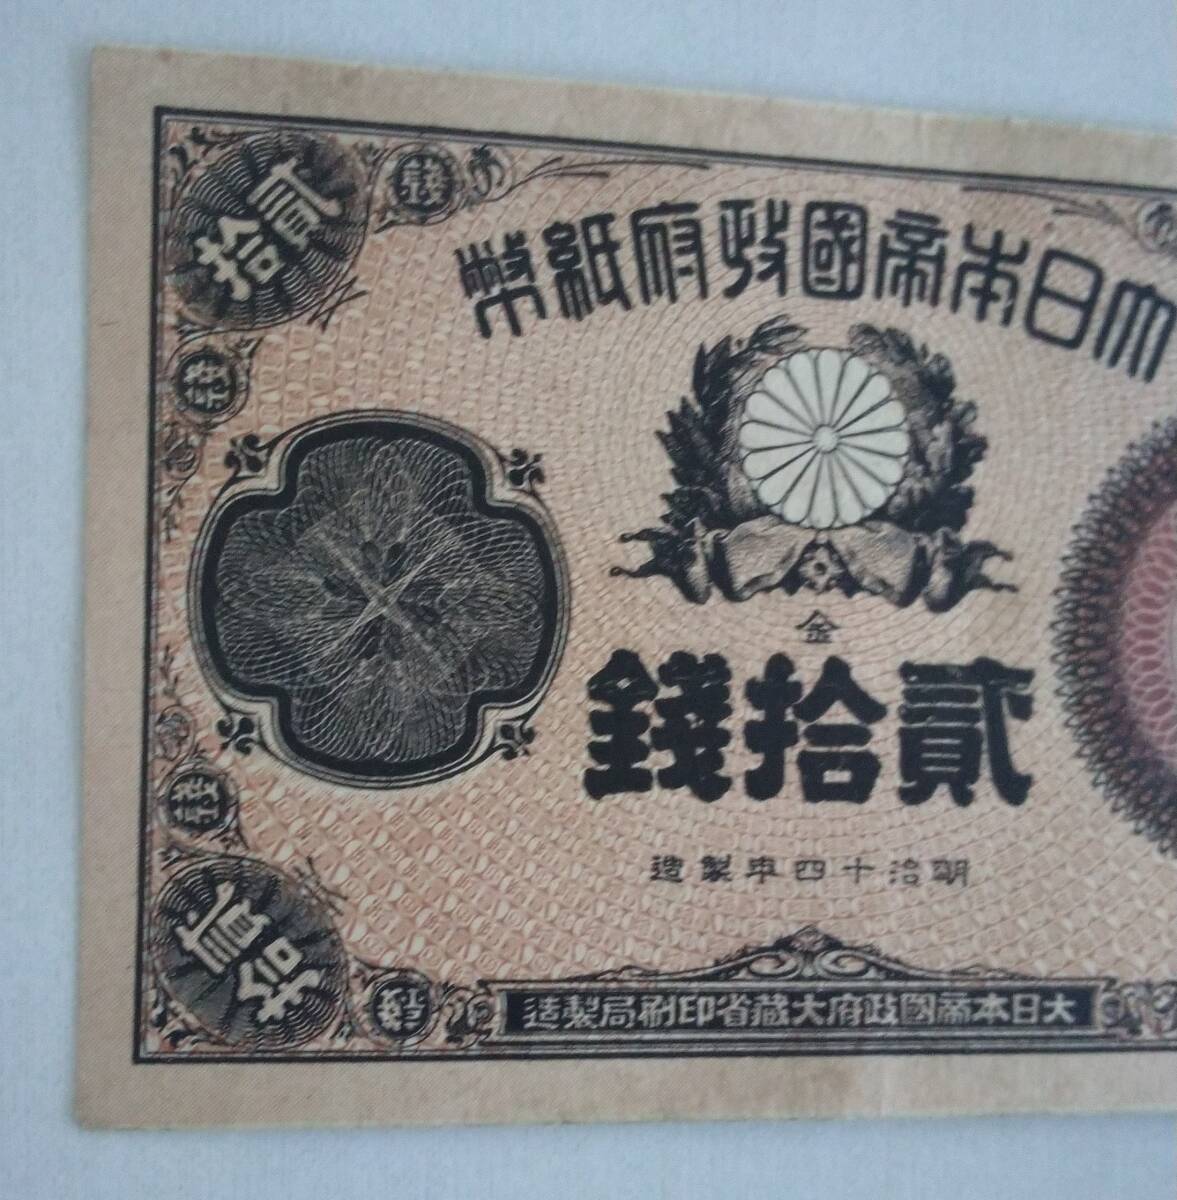 大日本帝國政府紙幣
金
貳拾錢
明治十四年製造
大日本帝國政府大藏省印刷局製造
貳拾
錢
錢
錢
貳拾
錢